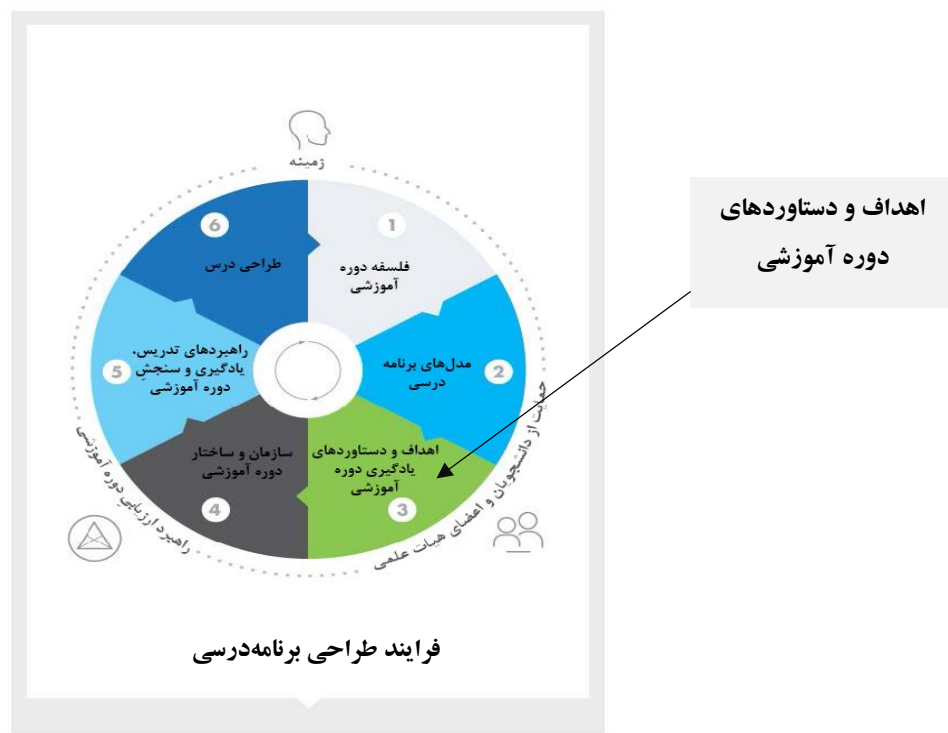 زمینه
1
فلسفه دوره
آموزشی
2
مدل‌های برنامه
درسی
اهداف و دستاوردهای
یادگیری دوره
آموزشی
3
سازمان و ساختار
دوره آموزشی
4
راهبردهای تدریس،
یادگیری و سنجش
دوره آموزشی
5
6
طراحی درس
حمایت از دانشجویان و اعضای هیات علمی
راهبرد ارزیابی دوره آموزشی
فرایند طراحی برنامه‌درسی
اهداف و دستاوردهای
دوره آموزشی